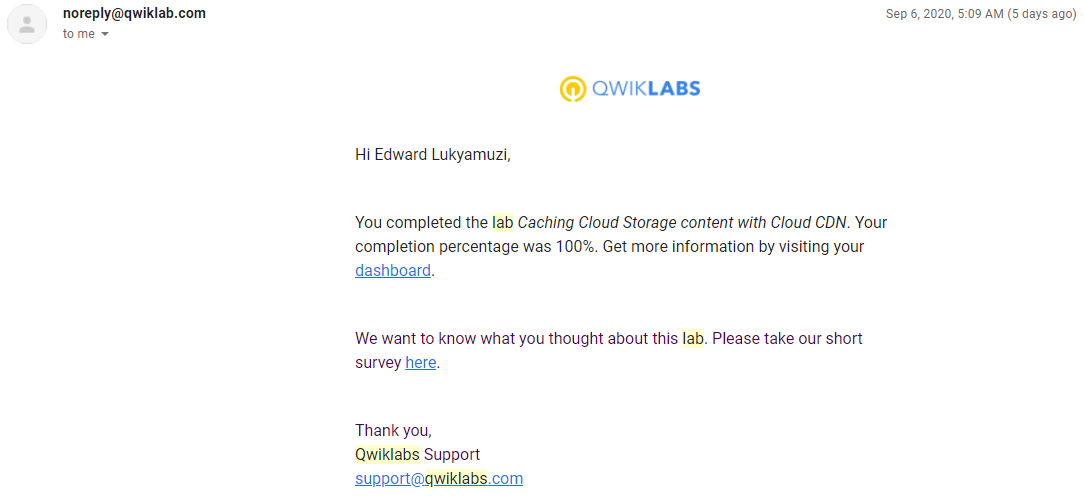 noreply@qwiklab.com
Sep 6, 2020, 5:09 AM (5 days ago)
to me
QWIKLABS
Hi Edward Lukyamuzi,
You completed the lab Caching Cloud Storage content with Cloud CDN. Your
completion percentage was 100%. Get more information by visiting your
dashboard.
We want to know what you thought about this lab. Please take our short
survey here.
Thank you,
Qwiklabs Support
support@qwiklabs.com